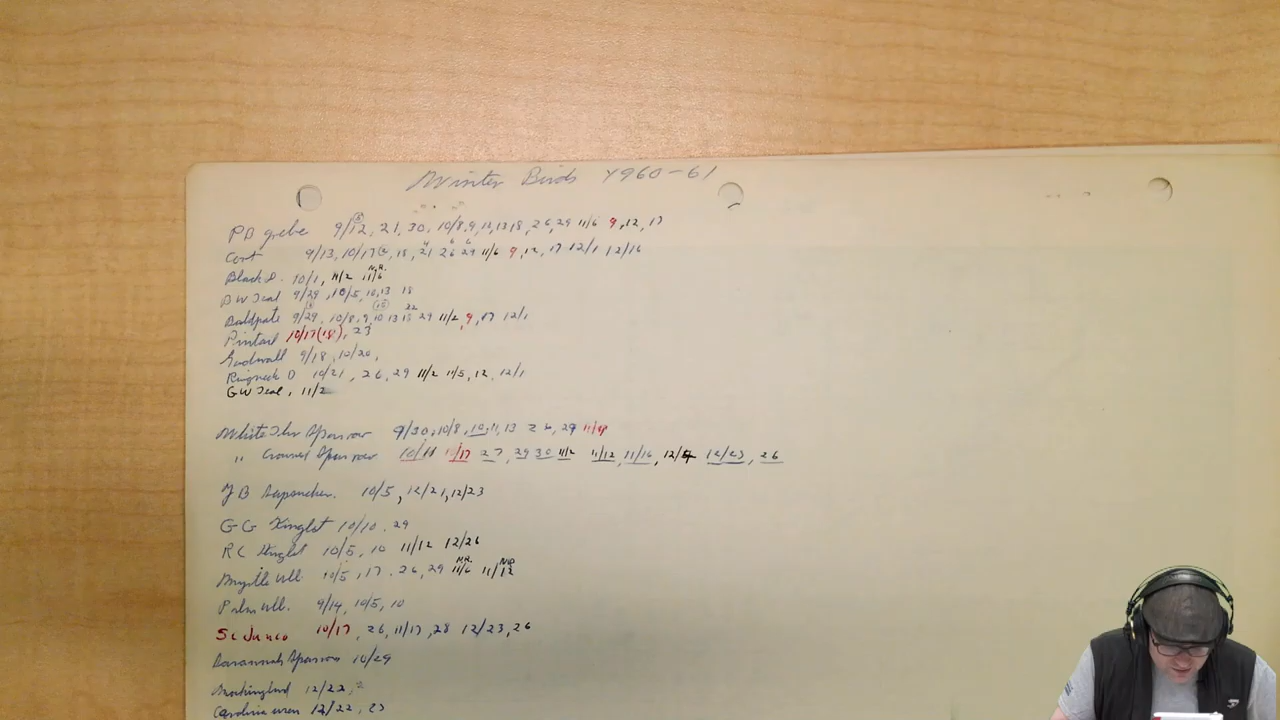 Winter Birds 1960-61
PB grebe 9/12, 21, 30, 10/8, 9, 12, 13 18, 26, 29 11/6 9, 12, 17
Coot 9/13, 10/17, 18, 21 26 29 11/6 9, 12, 17 12/1 12/16
Black D. 10/1, 11/2 11/6
BW Teal 9/29, 10/5, 10, 13 18
Baldpate 9/29, 10/8, 9, 10 13 18 22 29 11/2, 9, 17 12/1
Pintail 10/17(18), 23
Gadwall 9/18, 10/20,
Ringneck D 10/21, 26, 29 11/2 11/5, 12, 12/1
GW Teal, 11/2
White Thr Sparrow 9/30, 10/8, 10, 11, 13 26, 29 11/18
" Crowned Sparrow 10/11 10/17 27, 29 30 11/2 11/12, 11/16, 12/4 12/23, 26
YB Sapsucker. 10/5, 12/21, 12/23
GG Kinglet 10/10. 29
RC Kinglet 10/5, 10 11/12 12/26
Myrtle Wbl. 10/5, 17. 26, 29 11/6 11/12
Palm Wbl. 9/14, 10/5, 10
Sc Junco 10/17, 26, 11/17, 28 12/23, 26
Savannah Sparrow 10/29
Mockingbird 12/22,
Carolina wren 12/22, 23